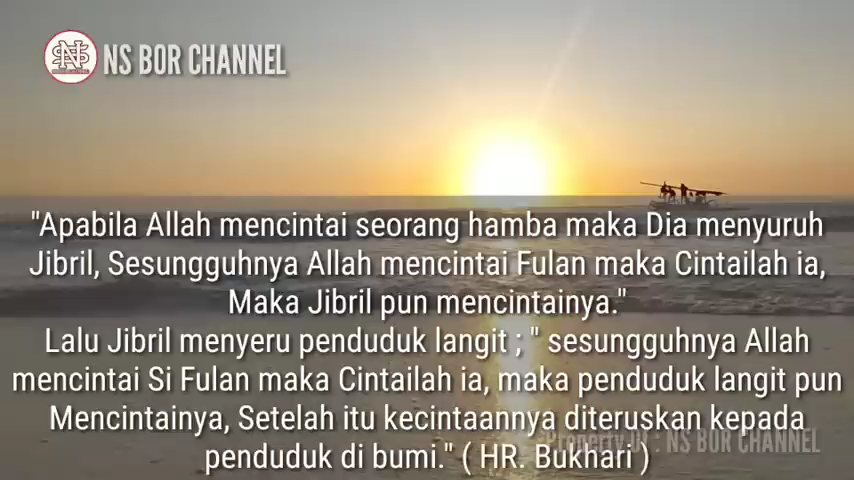 NS BOR CHANNEL
"Apabila Allah mencintai seorang hamba maka Dia menyuruh
Jibril, Sesungguhnya Allah mencintai Fulan maka Cintailah ia,
Maka Jibril pun mencintainya."
Lalu Jibril menyeru penduduk langit ; " sesungguhnya Allah
mencintai Si Fulan maka Cintailah ia, maka penduduk langit pun
Mencintainya, Setelah itu kecintaannya diteruskan kepada
penduduk di bumi." ( HR. Bukhari )
Property Of : NS BOR CHANNEL